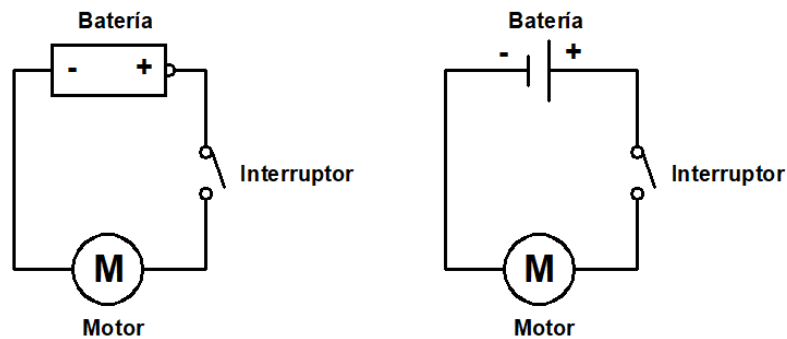 Batería
- +
Interruptor
M
Motor
Batería
- +
Interruptor
M
Motor